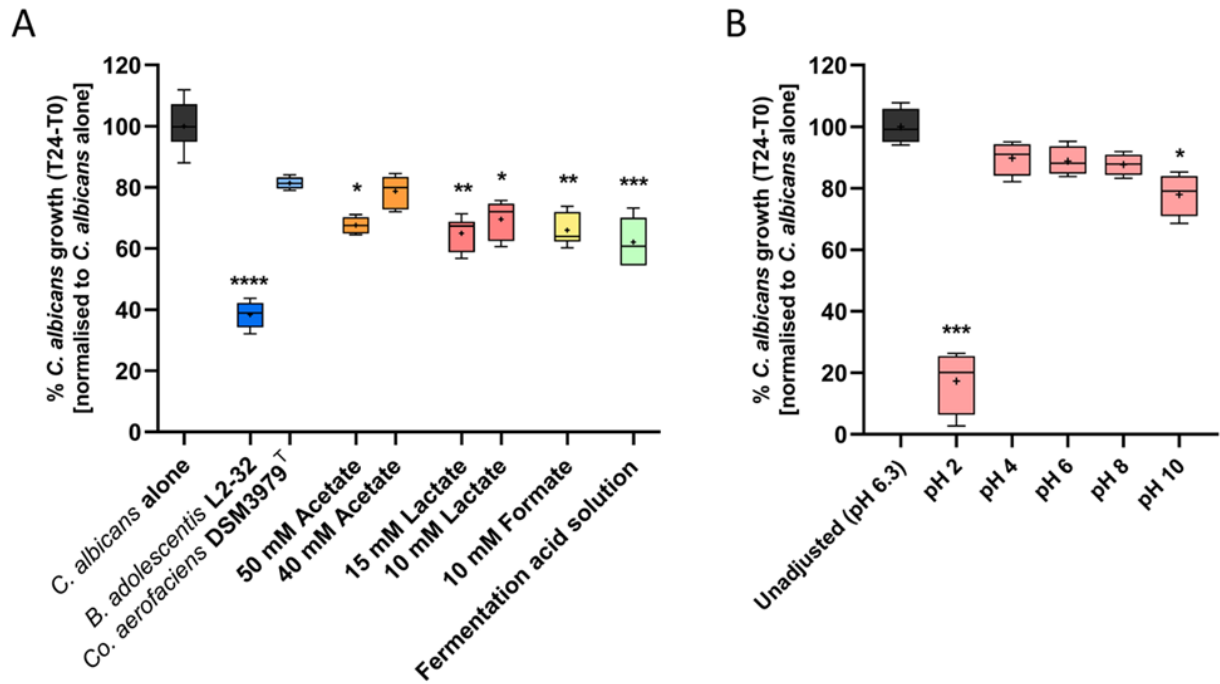 A
% C. albicans growth (T24-T0)
[normalised to C. albicans alone]
120
100
80
60
40
20
0
****
*
**
*
**
***
C. albicans alone
B. adolescentis L2-32
Co. aerofaciens DSM3979ᵀ
50 mM Acetate
40 mM Acetate
15 mM Lactate
10 mM Lactate
10 mM Formate
Fermentation acid solution
B
% C. albicans growth (T24-T0)
[normalised to C. albicans alone]
120
100
80
60
40
20
0
***
*
Unadjusted (pH 6.3)
pH 2
pH 4
pH 6
pH 8
pH 10